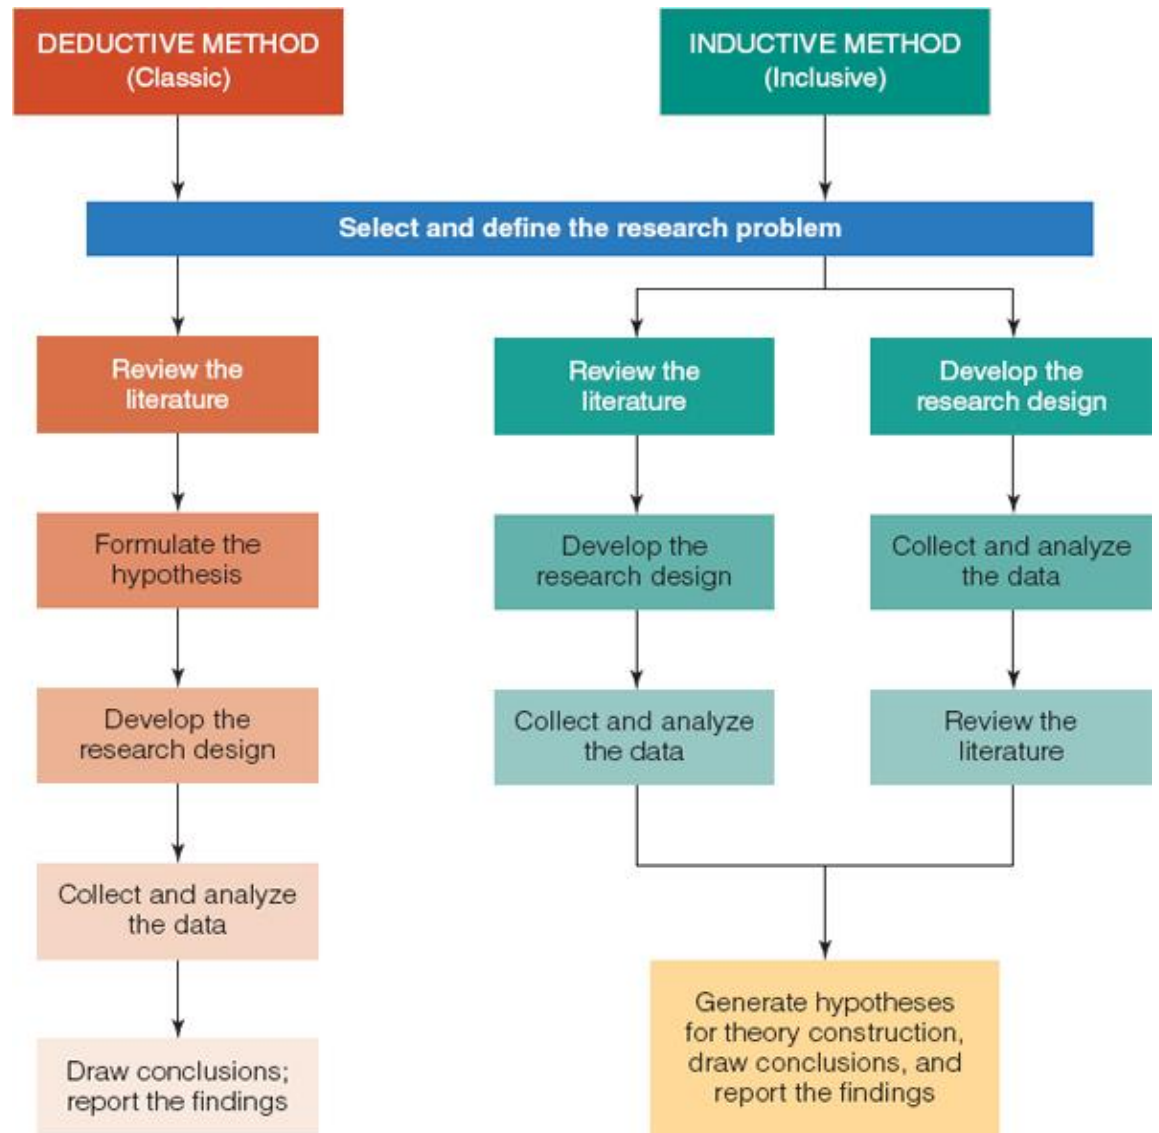 DEDUCTIVE METHOD
(Classic)
INDUCTIVE METHOD
(Inclusive)
Select and define the research problem
Review the
literature
Formulate the
hypothesis
Develop the
research design
Collect and analyze
the data
Draw conclusions;
report the findings
Review the
literature
Develop the
research design
Collect and analyze
the data
Develop the
research design
Collect and analyze
the data
Review the
literature
Generate hypotheses
for theory construction,
draw conclusions, and
report the findings